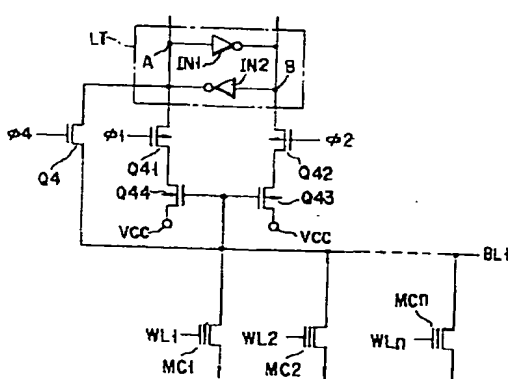 LT
A
IN1
IN2
B
φ4
φ1
φ2
Q4
Q41
Q42
Q44
Q43
VCC
VCC
BL1
MCn
WL1
WL2
WLn
MC1
MC2